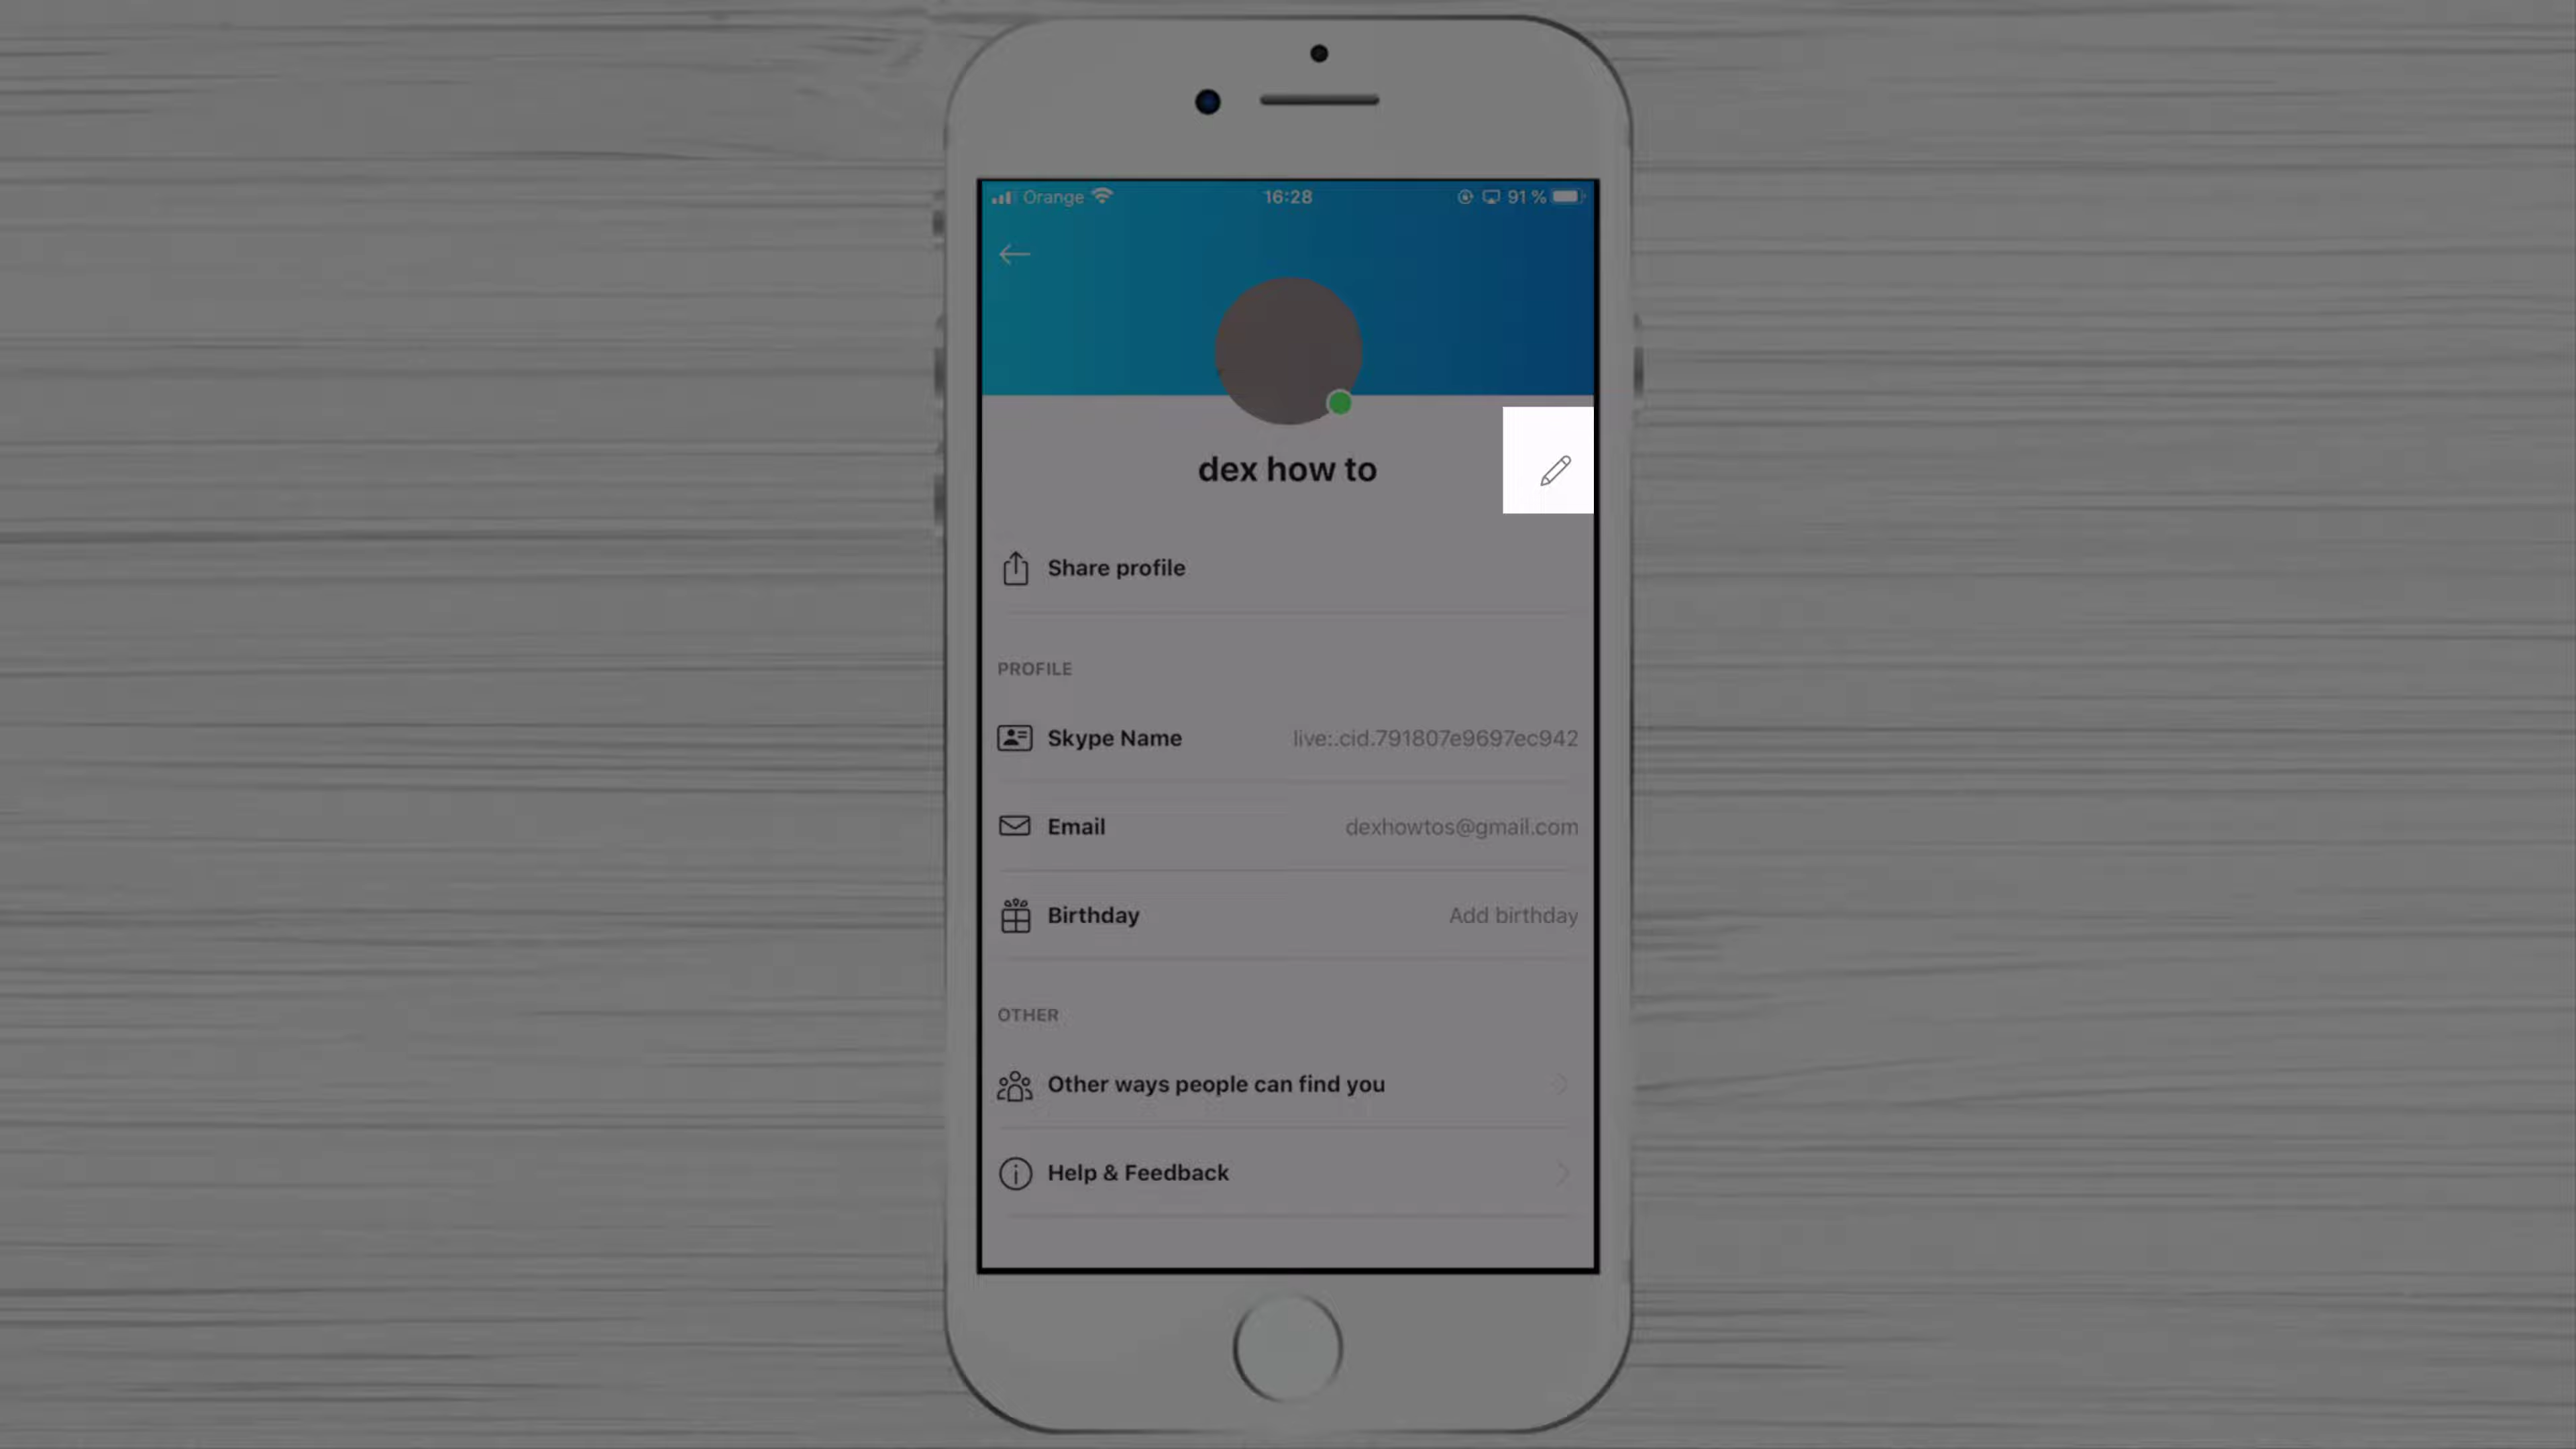 Orange 16:28 91 %
dex how to
Share profile
PROFILE
Skype Name live:.cid.791807e9697ec942
Email dexhowtos@gmail.com
Birthday Add birthday
OTHER
Other ways people can find you
Help & Feedback